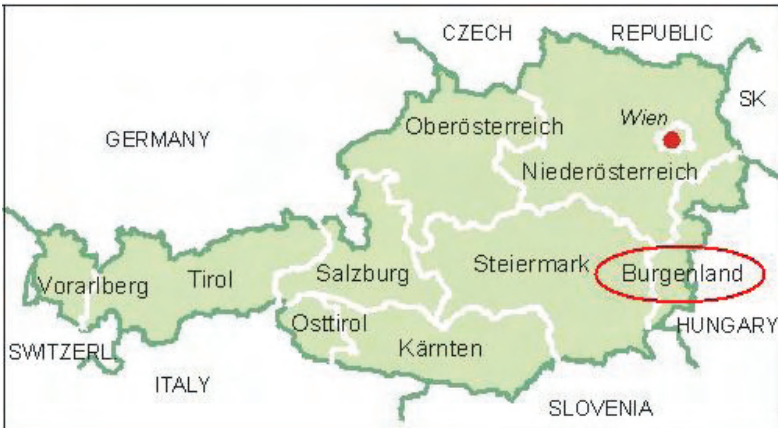 CZECH REPUBLIC
SK
Wien
Oberösterreich
GERMANY
Niederösterreich
Steiermark
Burgenland
Vorarlberg
Tirol
Salzburg
Osttirol
HUNGARY
Kärnten
SWITZERL.
ITALY
SLOVENIA